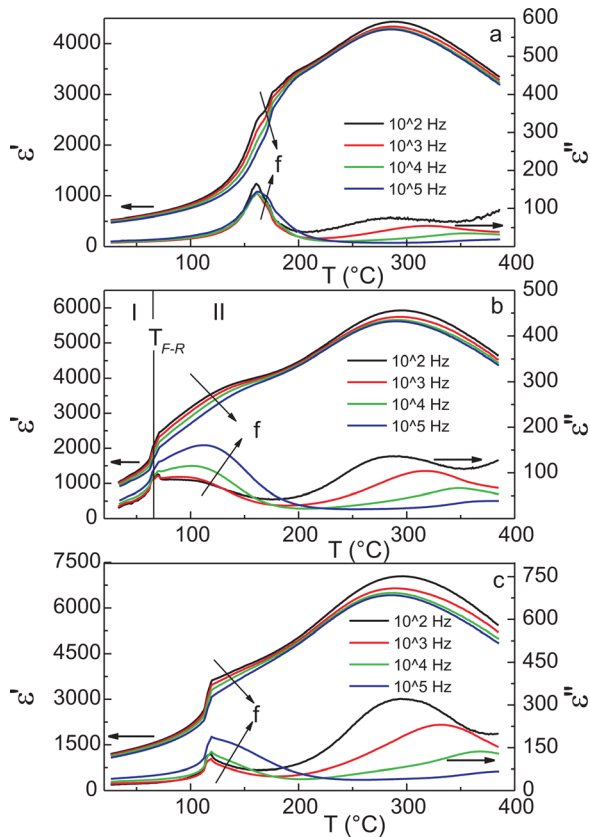 a
4000
3000
2000
1000
0
ε'
600
500
400
300
200
100
0
ε"
10^2 Hz
10^3 Hz
10^4 Hz
10^5 Hz
f
100 200 300 400
T (°C)
I II b
T F-R
6000
5000
4000
3000
2000
1000
0
ε'
500
400
300
200
100
0
ε"
10^2 Hz
10^3 Hz
10^4 Hz
10^5 Hz
f
100 200 300 400
T (°C)
c
7500
6000
4500
3000
1500
0
ε'
750
600
450
300
150
0
ε"
10^2 Hz
10^3 Hz
10^4 Hz
10^5 Hz
f
100 200 300 400
T (°C)